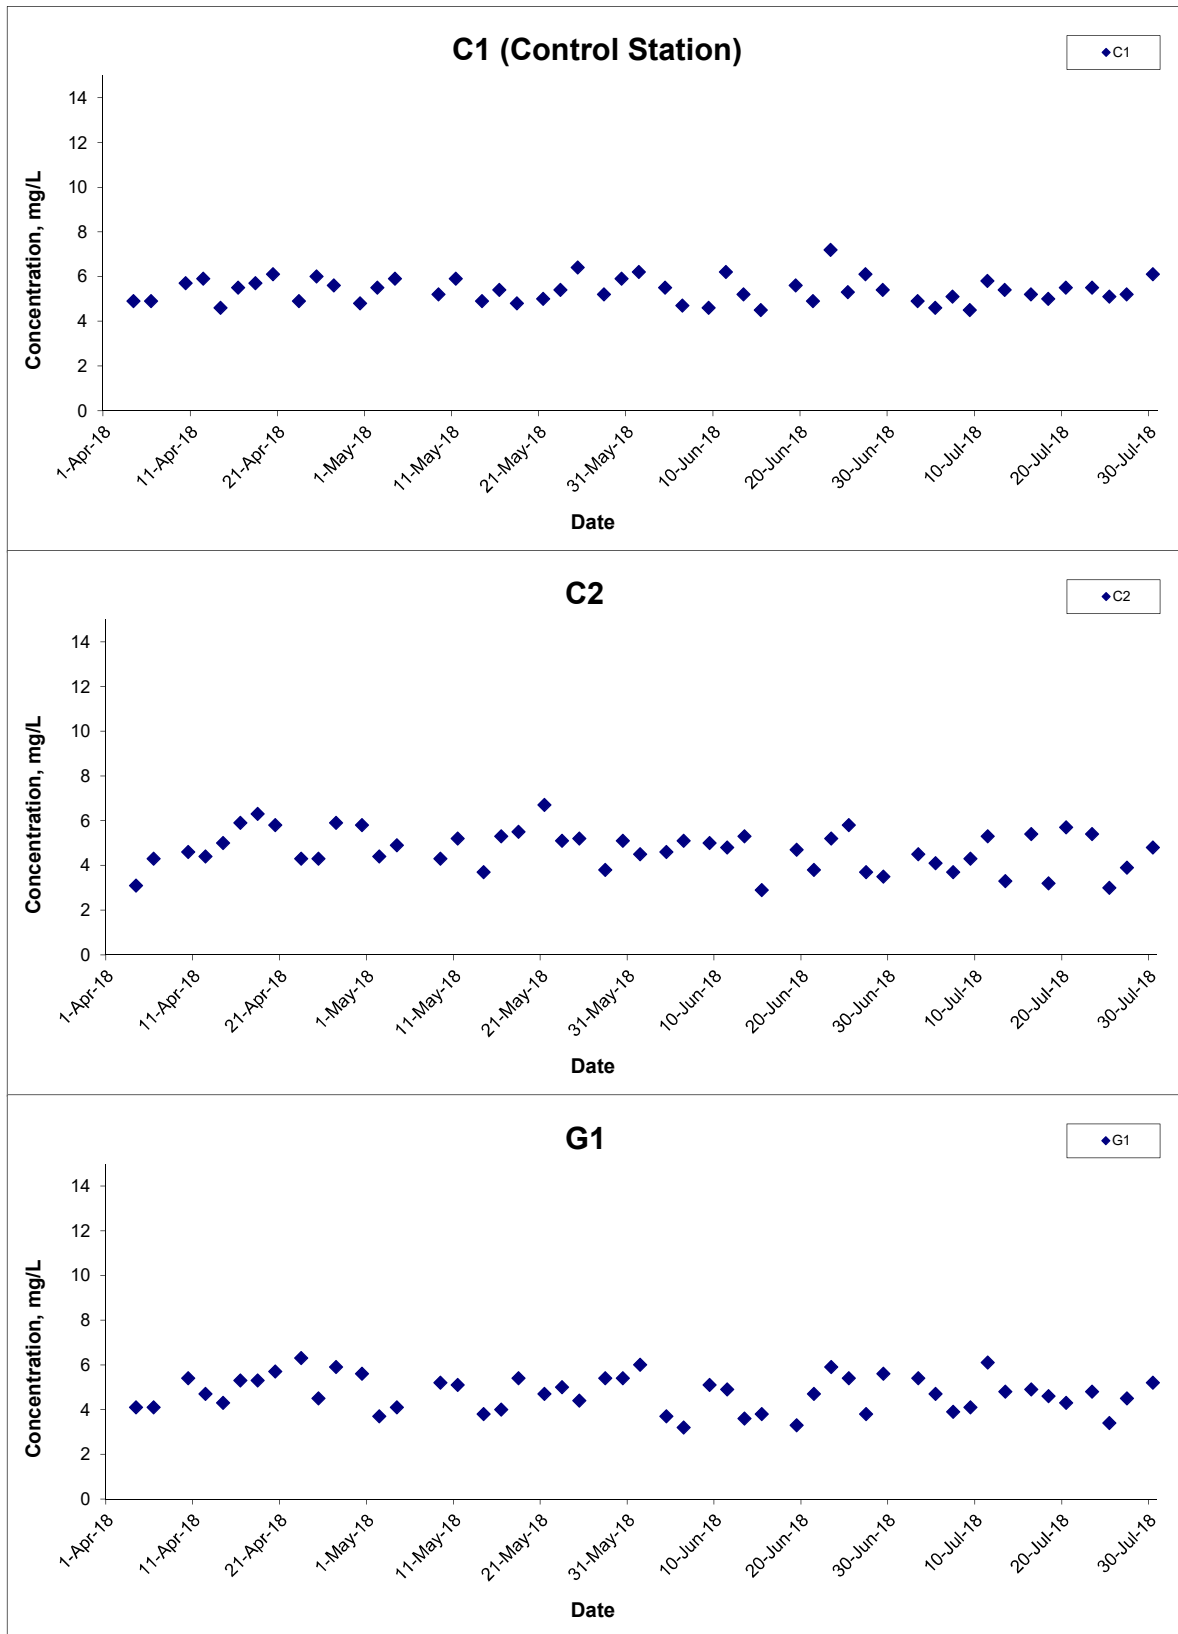 C1 (Control Station)
C1
Concentration, mg/L
14
12
10
8
6
4
2
0
1-Apr-18
11-Apr-18
21-Apr-18
1-May-18
11-May-18
21-May-18
31-May-18
10-Jun-18
20-Jun-18
30-Jun-18
10-Jul-18
20-Jul-18
30-Jul-18
Date
C2
C2
Concentration, mg/L
14
12
10
8
6
4
2
0
1-Apr-18
11-Apr-18
21-Apr-18
1-May-18
11-May-18
21-May-18
31-May-18
10-Jun-18
20-Jun-18
30-Jun-18
10-Jul-18
20-Jul-18
30-Jul-18
Date
G1
G1
Concentration, mg/L
14
12
10
8
6
4
2
0
1-Apr-18
11-Apr-18
21-Apr-18
1-May-18
11-May-18
21-May-18
31-May-18
10-Jun-18
20-Jun-18
30-Jun-18
10-Jul-18
20-Jul-18
30-Jul-18
Date